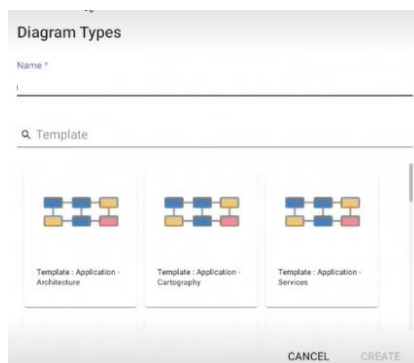 Diagram Types
Name *
Template
Template : Application -
Architecture
Template : Application -
Cartography
Template : Application -
Services
CANCEL
CREATE